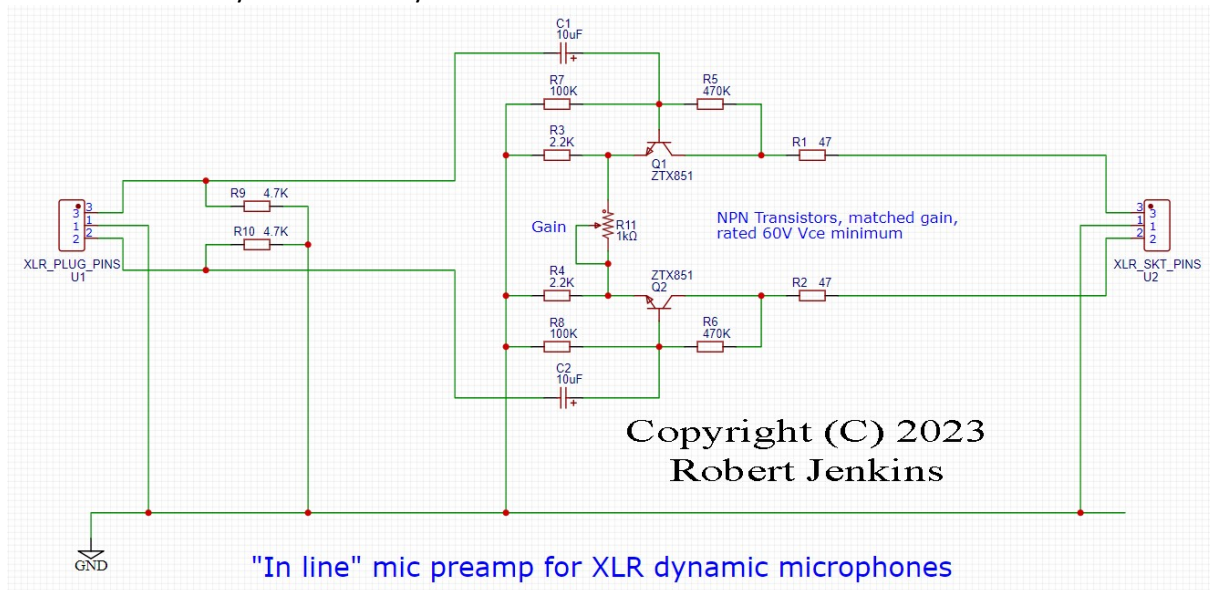 C1
10uF
R7
100K
R5
470K
R3
2.2K
R1 47
Q1
ZTX851
R9 4.7K
3
3
1
1
2
2
R10 4.7K
XLR_PLUG_PINS
U1
Gain
R11
1kΩ
NPN Transistors, matched gain,
rated 60V Vce minimum
3
3
1
1
2
2
XLR_SKT_PINS
U2
R4
2.2K
ZTX851
Q2
R2 47
R8
100K
R6
470K
C2
10uF
Copyright (C) 2023
Robert Jenkins
GND
"In line" mic preamp for XLR dynamic microphones